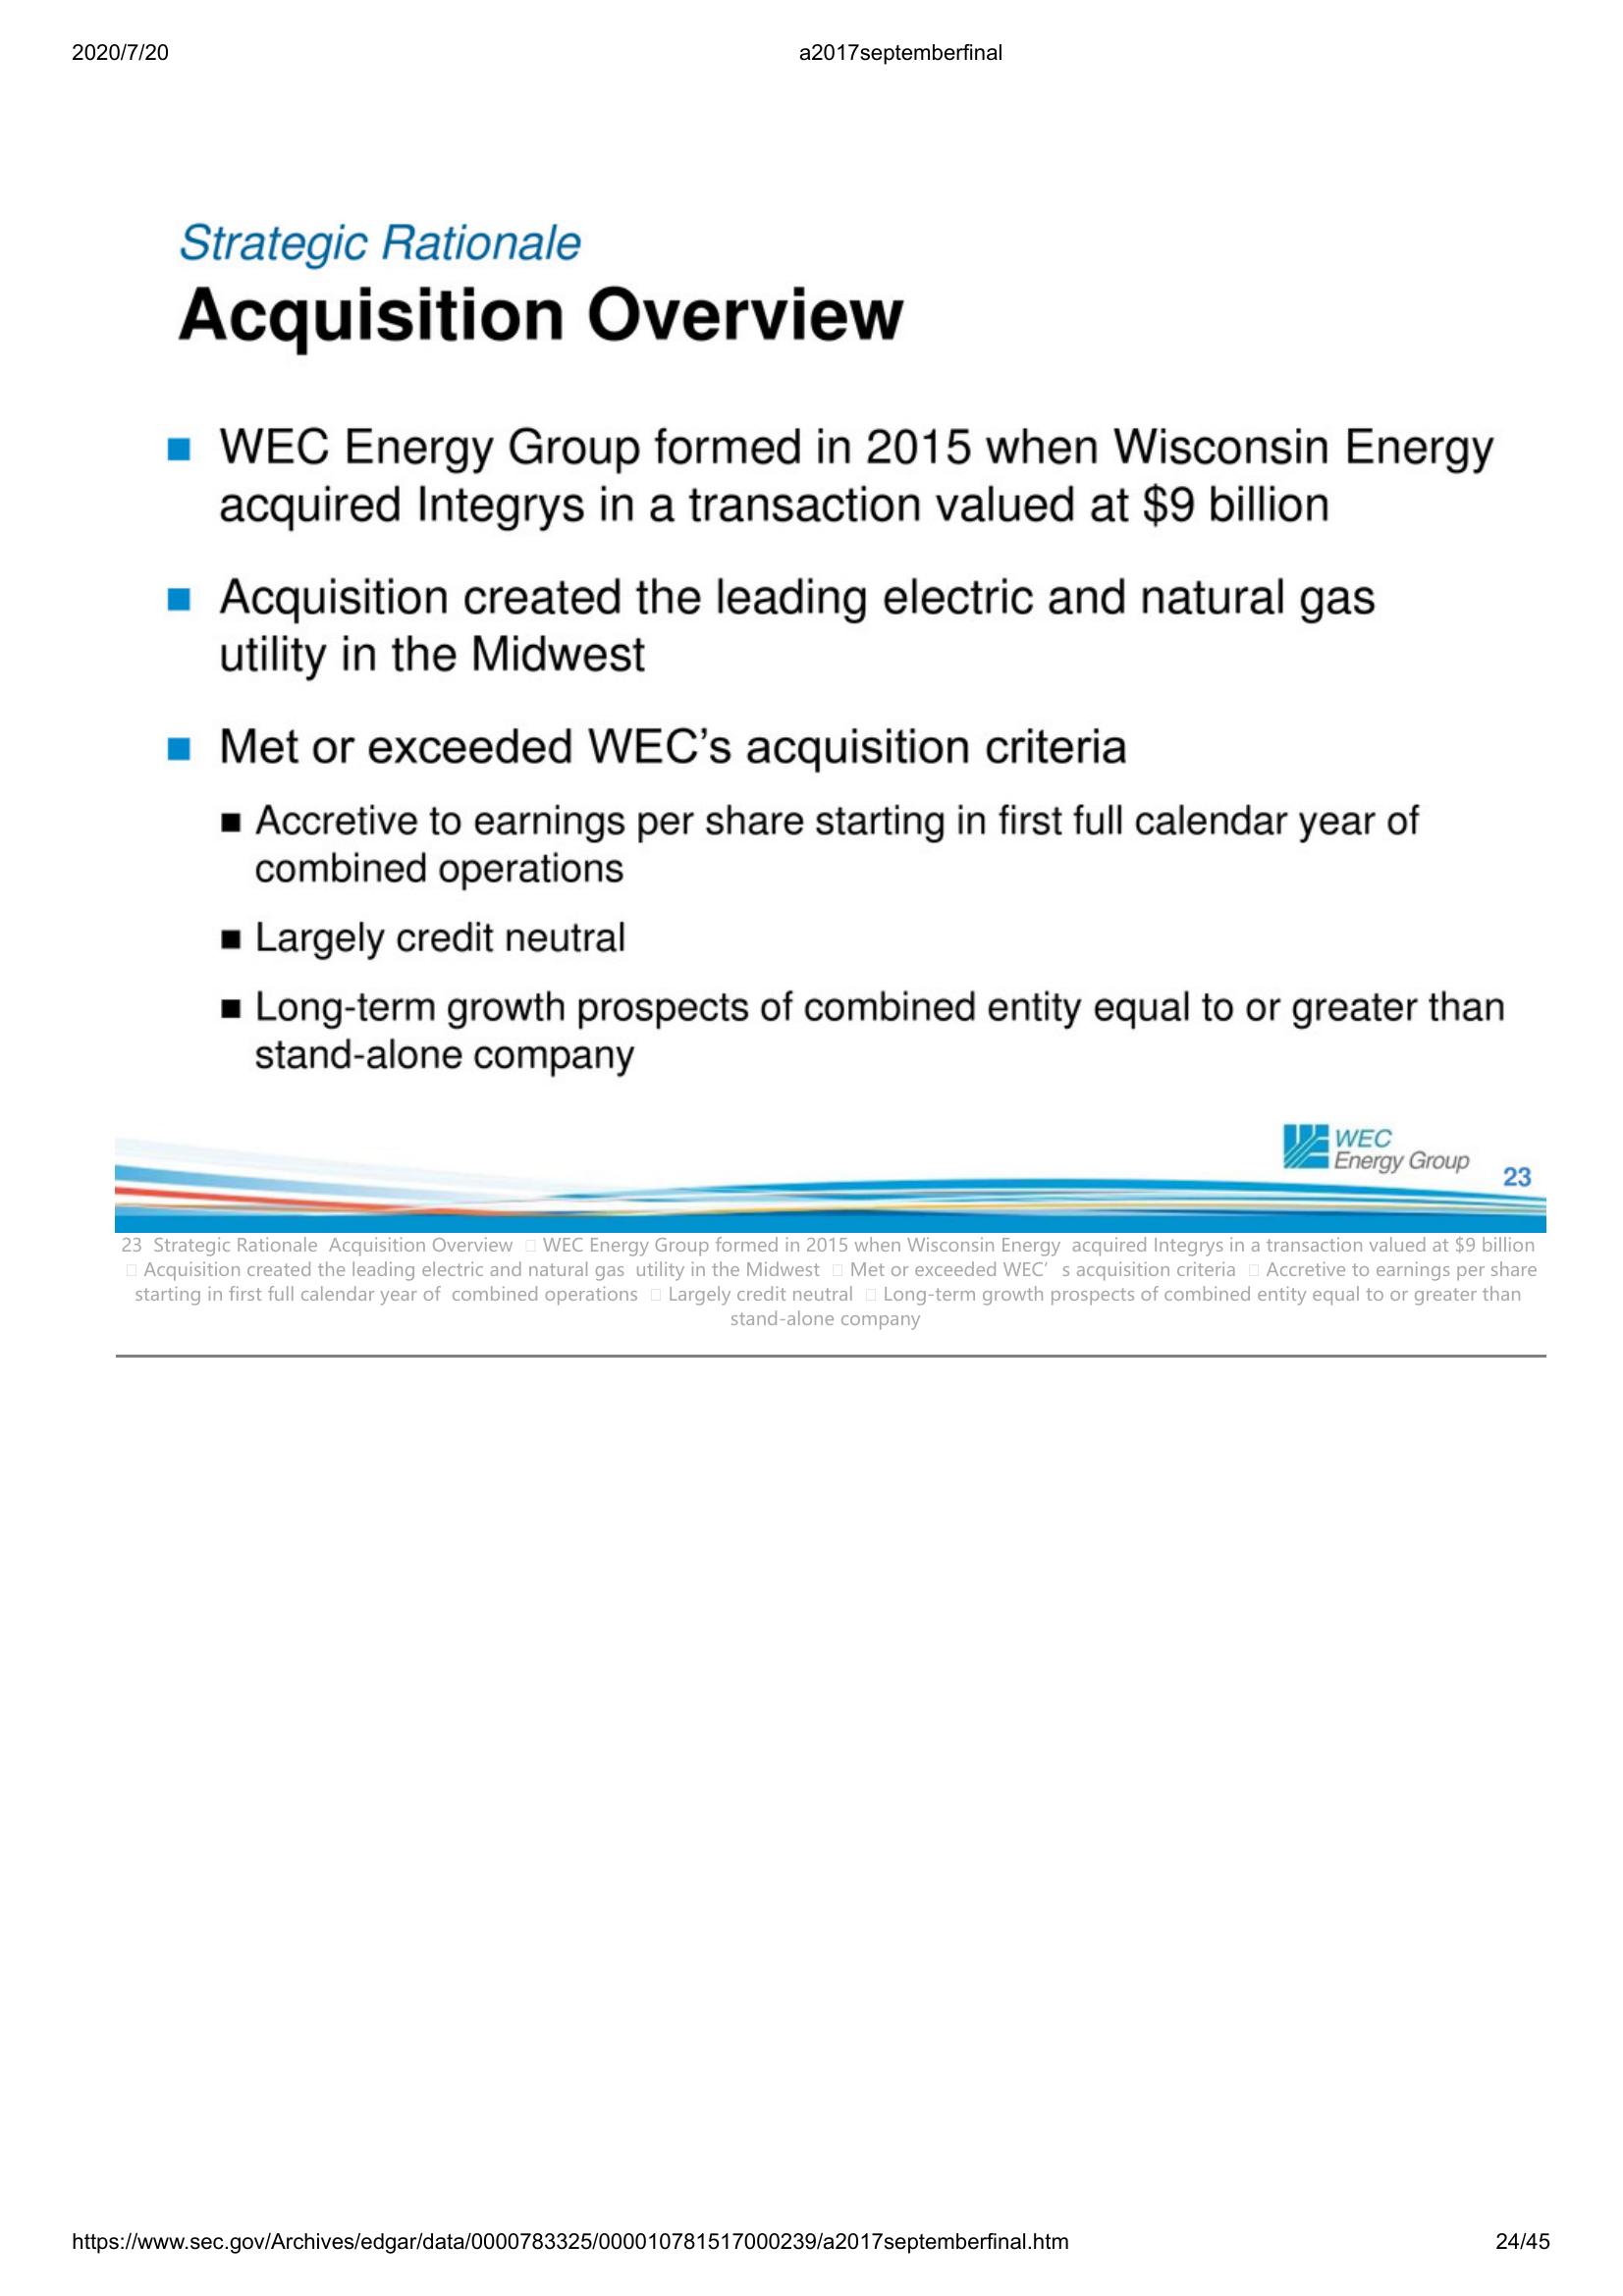 2020/7/20
a2017septemberfinal
Strategic Rationale
Acquisition Overview
■ WEC Energy Group formed in 2015 when Wisconsin Energy
acquired Integrys in a transaction valued at $9 billion
■ Acquisition created the leading electric and natural gas
utility in the Midwest
■ Met or exceeded WEC’s acquisition criteria
■ Accretive to earnings per share starting in first full calendar year of
combined operations
■ Largely credit neutral
■ Long-term growth prospects of combined entity equal to or greater than
stand-alone company
WEC
Energy Group
23
23 Strategic Rationale Acquisition Overview □ WEC Energy Group formed in 2015 when Wisconsin Energy acquired Integrys in a transaction valued at $9 billion
□ Acquisition created the leading electric and natural gas utility in the Midwest □ Met or exceeded WEC’ s acquisition criteria □ Accretive to earnings per share
starting in first full calendar year of combined operations □ Largely credit neutral □ Long-term growth prospects of combined entity equal to or greater than
stand-alone company
https://www.sec.gov/Archives/edgar/data/0000783325/000010781517000239/a2017septemberfinal.htm
24/45